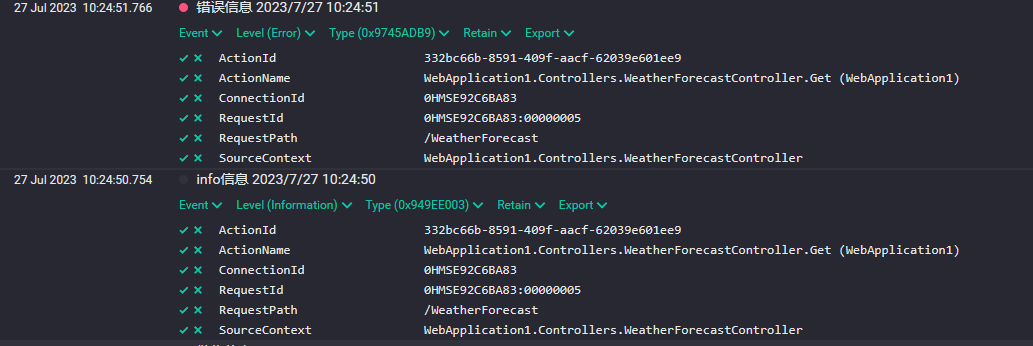 27 Jul 2023 10:24:51.766 错误信息 2023/7/27 10:24:51
Event Level (Error) Type (0x9745ADB9) Retain Export
ActionId 332bc66b-8591-409f-aacf-62039e601ee9
ActionName WebApplication1.Controllers.WeatherForecastController.Get (WebApplication1)
ConnectionId 0HMSE92C6BA83
RequestId 0HMSE92C6BA83:00000005
RequestPath /WeatherForecast
SourceContext WebApplication1.Controllers.WeatherForecastController
27 Jul 2023 10:24:50.754 info信息 2023/7/27 10:24:50
Event Level (Information) Type (0x949EE003) Retain Export
ActionId 332bc66b-8591-409f-aacf-62039e601ee9
ActionName WebApplication1.Controllers.WeatherForecastController.Get (WebApplication1)
ConnectionId 0HMSE92C6BA83
RequestId 0HMSE92C6BA83:00000005
RequestPath /WeatherForecast
SourceContext WebApplication1.Controllers.WeatherForecastController